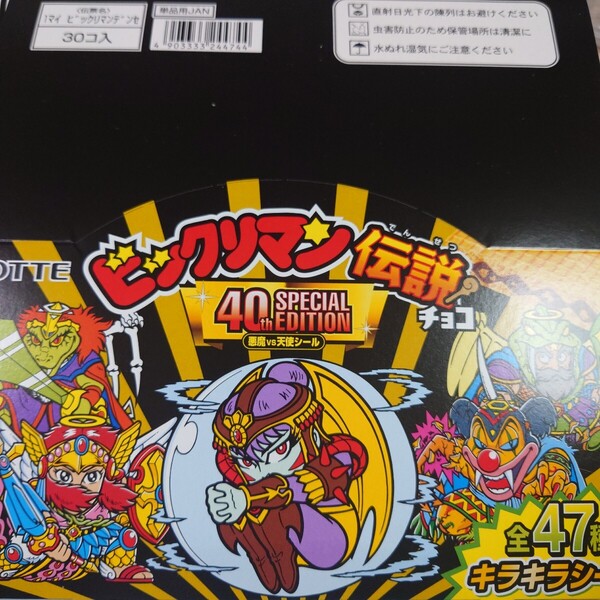 (伝票名)
1マイ ビックリマンデンセ
30コ入
単品用JAN
4 903333 244744
直射日光下の陳列はお避けください
虫害防止のため保管場所は清潔に
水ぬれ湿気にご注意ください
OTTE
ビックリマン伝説
でんせつ
チョコ
40th SPECIAL EDITION
悪魔vs天使シール
全47種
キラキラシー